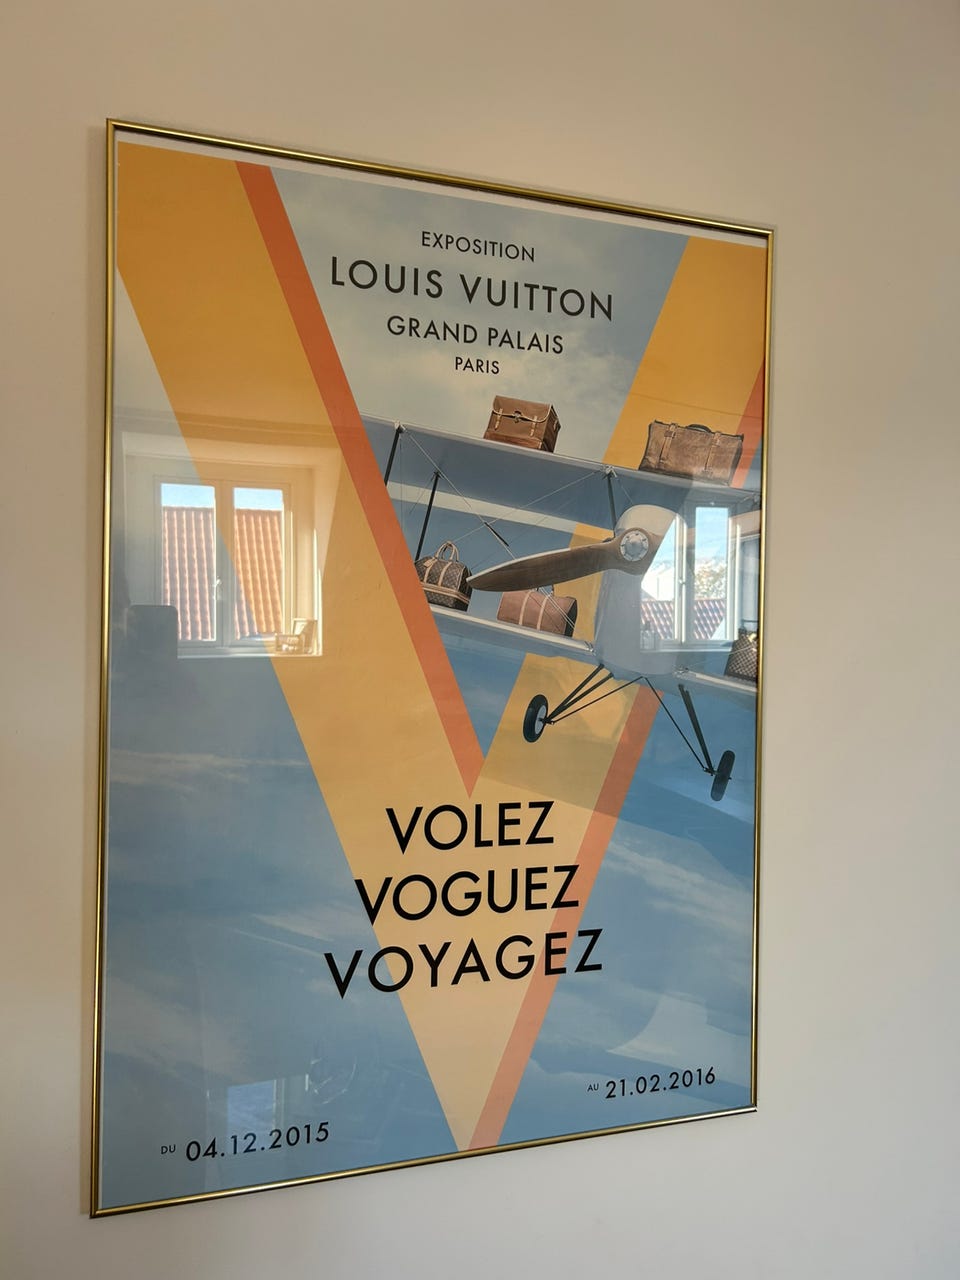 EXPOSITION
LOUIS VUITTON
GRAND PALAIS
PARIS
VOLEZ
VOGUEZ
VOYAGEZ
DU 04.12.2015
AU 21.02.2016